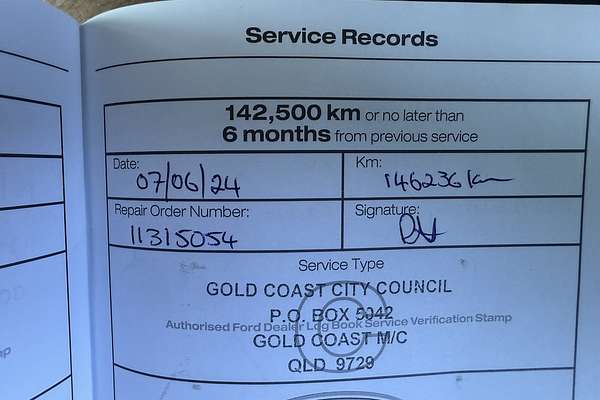 Service Records
142,500 km or no later than
6 months from previous service
Date:
07/06/24
Km:
146236 km
Repair Order Number:
11315054
Signature:
Service Type
GOLD COAST CITY COUNCIL
P.O. BOX 5042
Authorised Ford Dealer Log Book Service Verification Stamp
GOLD COAST M/C
QLD 9729